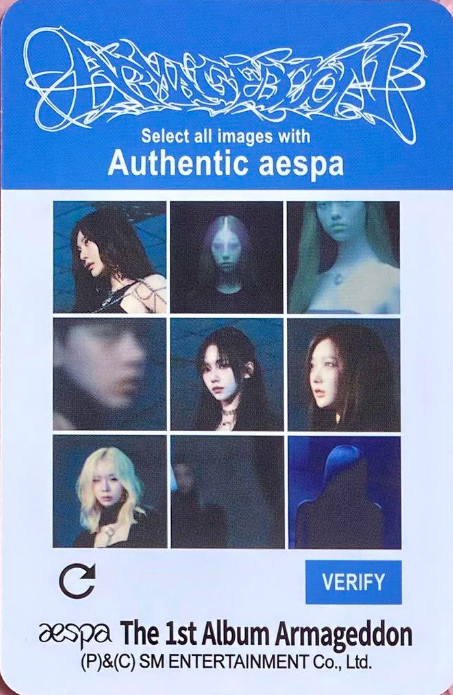 ARMAGEDDON
Select all images with
Authentic aespa
VERIFY
aespa The 1st Album Armageddon
(P)&(C) SM ENTERTAINMENT Co., Ltd.